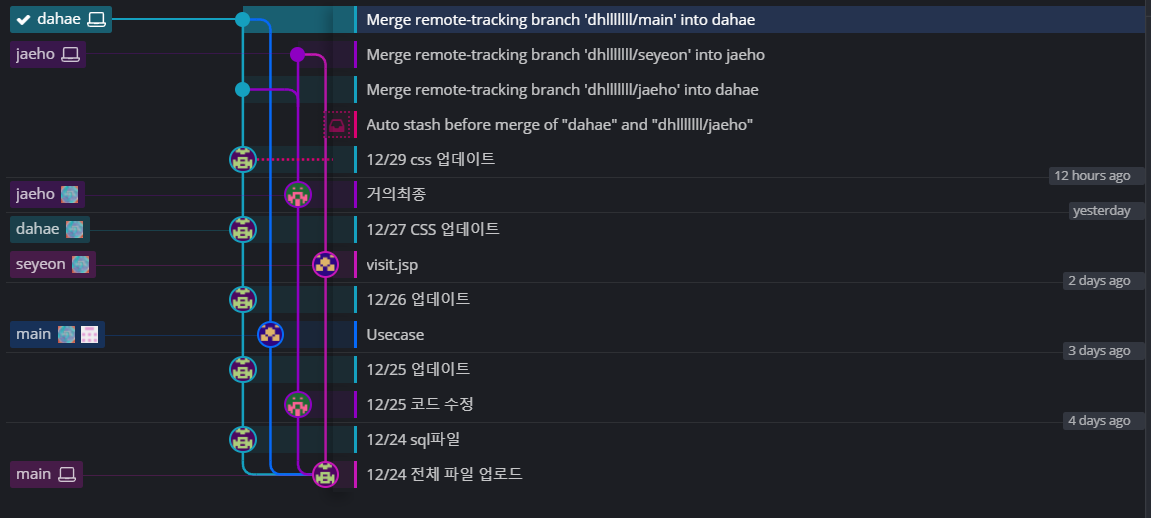 dahae Merge remote-tracking branch 'dhlllllll/main' into dahae
jaeho Merge remote-tracking branch 'dhlllllll/seyeon' into jaeho
Merge remote-tracking branch 'dhlllllll/jaeho' into dahae
Auto stash before merge of "dahae" and "dhlllllll/jaeho"
12/29 css 업데이트
12 hours ago
jaeho 거의최종
yesterday
dahae 12/27 CSS 업데이트
seyeon visit.jsp
2 days ago
12/26 업데이트
main Usecase
3 days ago
12/25 업데이트
12/25 코드 수정
4 days ago
12/24 sql파일
main 12/24 전체 파일 업로드